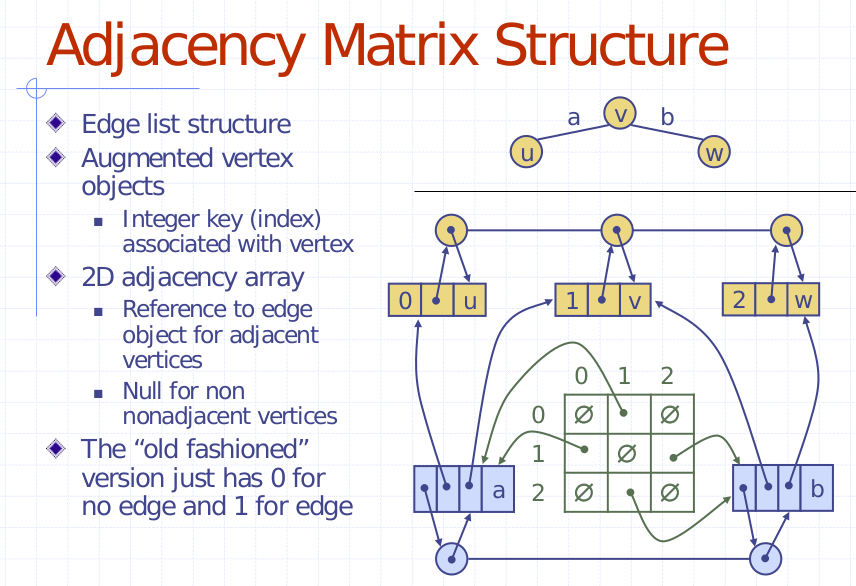 Adjacency Matrix Structure
Edge list structure
Augmented vertex
objects
Integer key (index)
associated with vertex
2D adjacency array
Reference to edge
object for adjacent
vertices
Null for non
nonadjacent vertices
The “old fashioned”
version just has 0 for
no edge and 1 for edge
a v b
u w
0 u 1 v 2 w
0 1 2
0 ∅ ∅
1 ∅
2 ∅ ∅
a
b